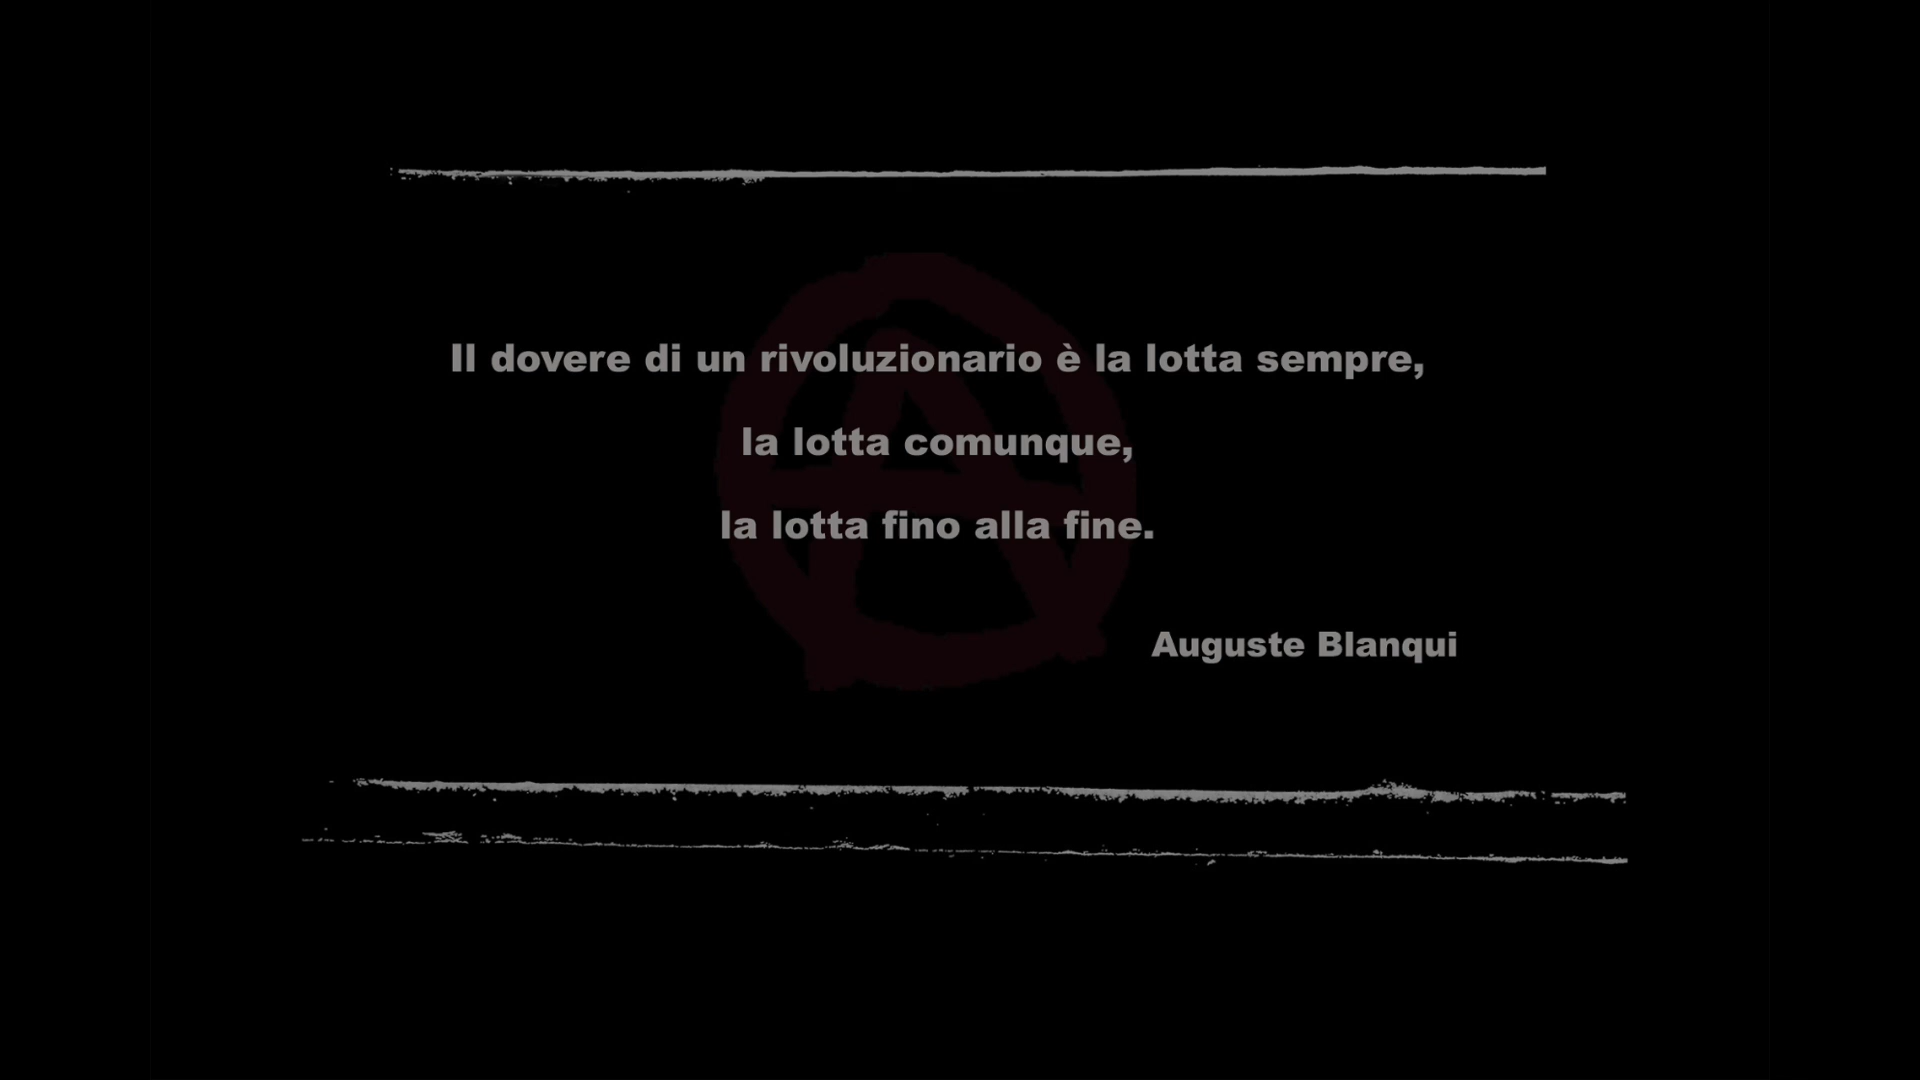 Il dovere di un rivoluzionario è la lotta sempre,
la lotta comunque,
la lotta fino alla fine.
Auguste Blanqui